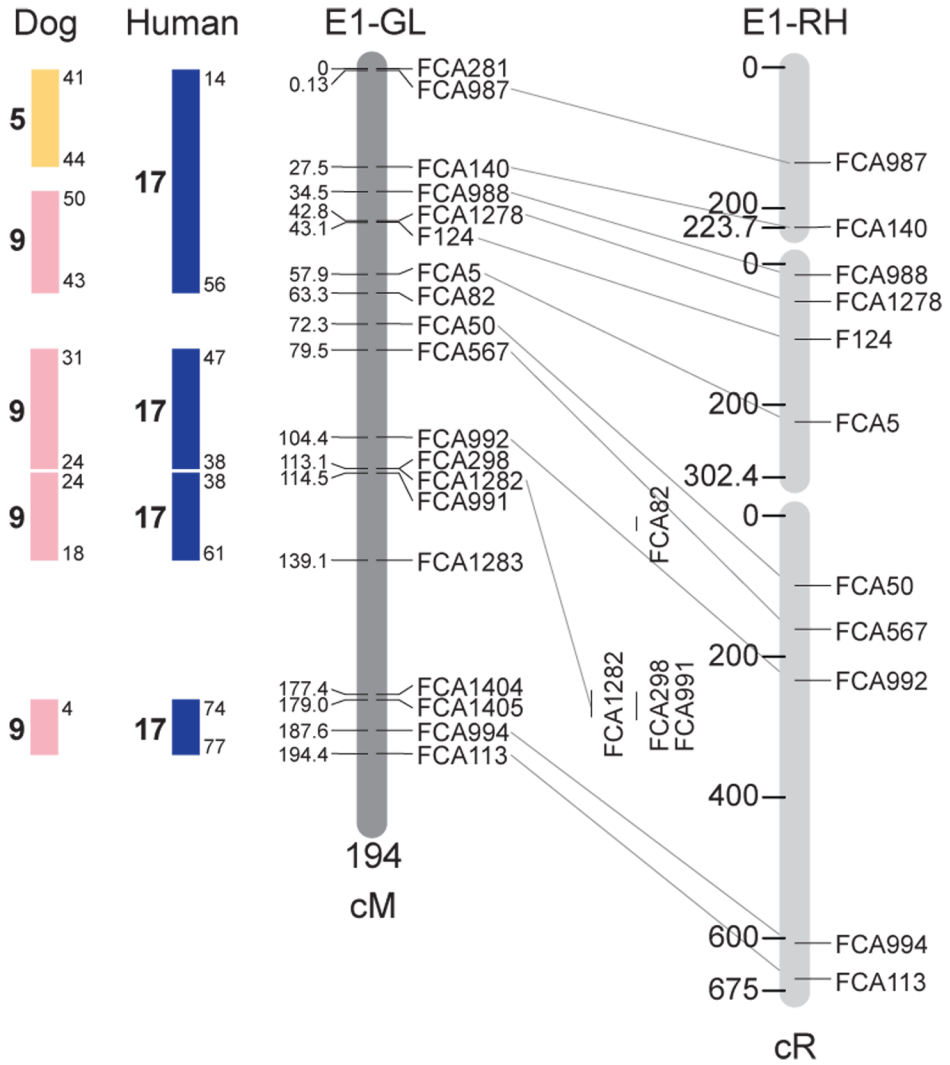 Dog Human E1-GL E1-RH
5
41
44
9
50
43
9
31
24
9
24
18
9
4
17
14
56
17
47
38
17
38
61
17
74
77
0 FCA281
0.13 FCA987
27.5 FCA140
34.5 FCA988
42.8 FCA1278
43.1 F124
57.9 FCA5
63.3 FCA82
72.3 FCA50
79.5 FCA567
104.4 FCA992
113.1 FCA298
FCA1282
114.5 FCA991
139.1 FCA1283
177.4 FCA1404
179.0 FCA1405
187.6 FCA994
194.4 FCA113
194
cM
FCA82
FCA1282
FCA298
FCA991
0
FCA987
200
223.7 FCA140
0
FCA988
FCA1278
F124
200
FCA5
302.4
0
FCA50
FCA567
200
FCA992
400
600
FCA994
FCA113
675
cR